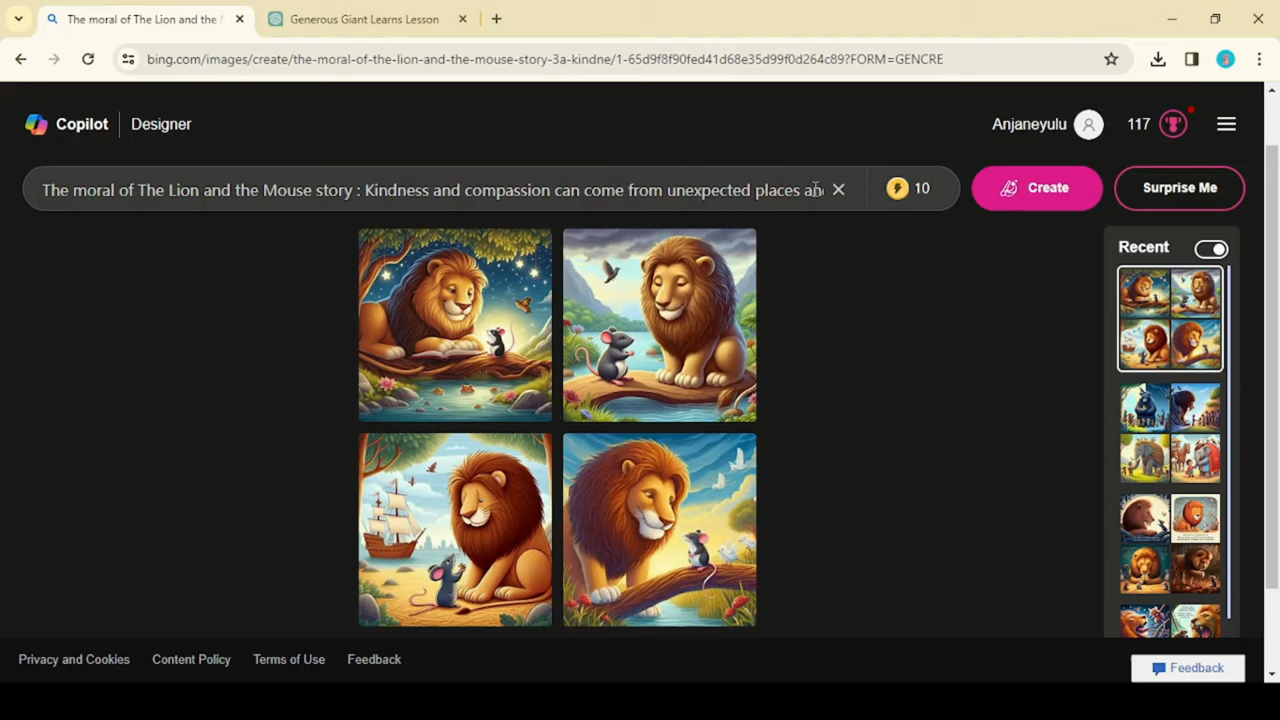 The moral of The Lion and the
Generous Giant Learns Lesson
bing.com/images/create/the-moral-of-the-lion-and-the-mouse-story-3a-kindne/1-65d9f8f90fed41d68e35d99f0d264c89?FORM=GENCRE
Copilot Designer
Anjaneyulu 117
The moral of The Lion and the Mouse story : Kindness and compassion can come from unexpected places and
10
Create
Surprise Me
Recent
Privacy and Cookies Content Policy Terms of Use Feedback
Feedback